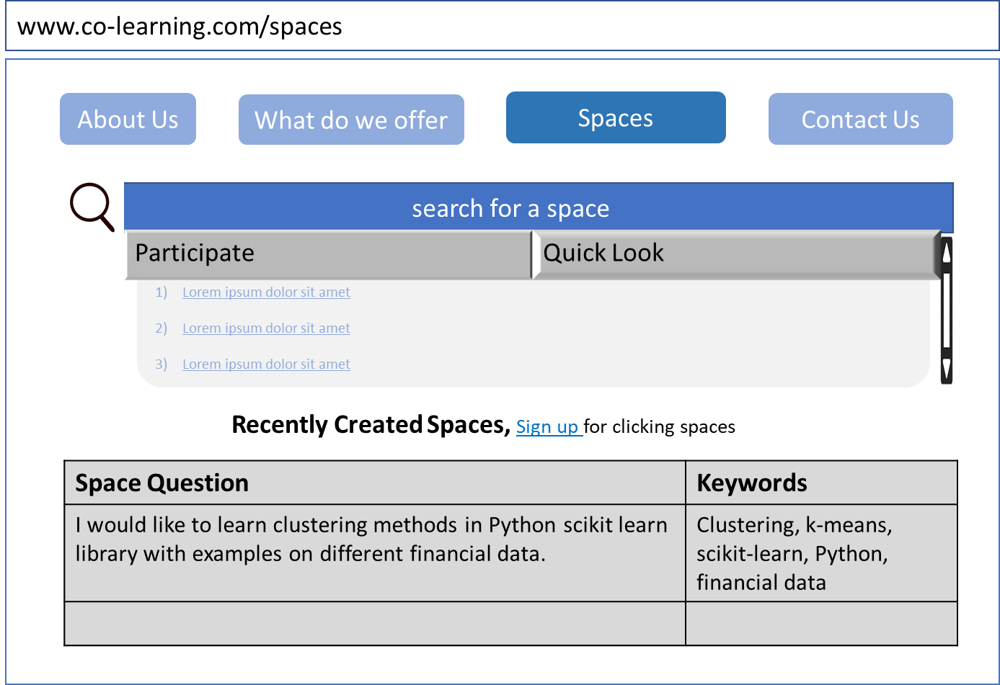 www.co-learning.com/spaces
About Us
What do we offer
Spaces
Contact Us
search for a space
Participate
Quick Look
1) Lorem ipsum dolor sit amet
2) Lorem ipsum dolor sit amet
3) Lorem ipsum dolor sit amet
Recently Created Spaces, Sign up for clicking spaces
Space Question
Keywords
I would like to learn clustering methods in Python scikit learn
library with examples on different financial data.
Clustering, k-means,
scikit-learn, Python,
financial data